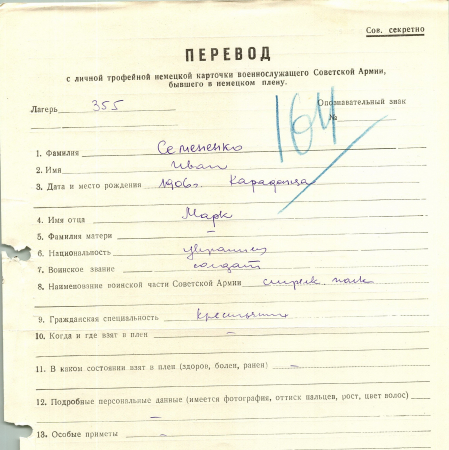 Сов. секретно
ПЕРЕВОД
с личной трофейной немецкой карточки военнослужащего Советской Армии,
бывшего в немецком плену.
Лагерь 355 Опознавательный знак
№
164
1. Фамилия Семененко
2. Имя Иван
3. Дата и место рождения 1906г. Карадонца
4. Имя отца Марк
5. Фамилия матери –
6. Национальность украинец
7. Воинское звание солдат
8. Наименование воинской части Советской Армии стрелк. полк
9. Гражданская специальность крестьянин
10. Когда и где взят в плен –
11. В каком состоянии взят в плен (здоров, болен, ранен) –
12. Подробные персональные данные (имеется фотография, оттиск пальцев, рост, цвет волос)
–
13. Особые приметы –